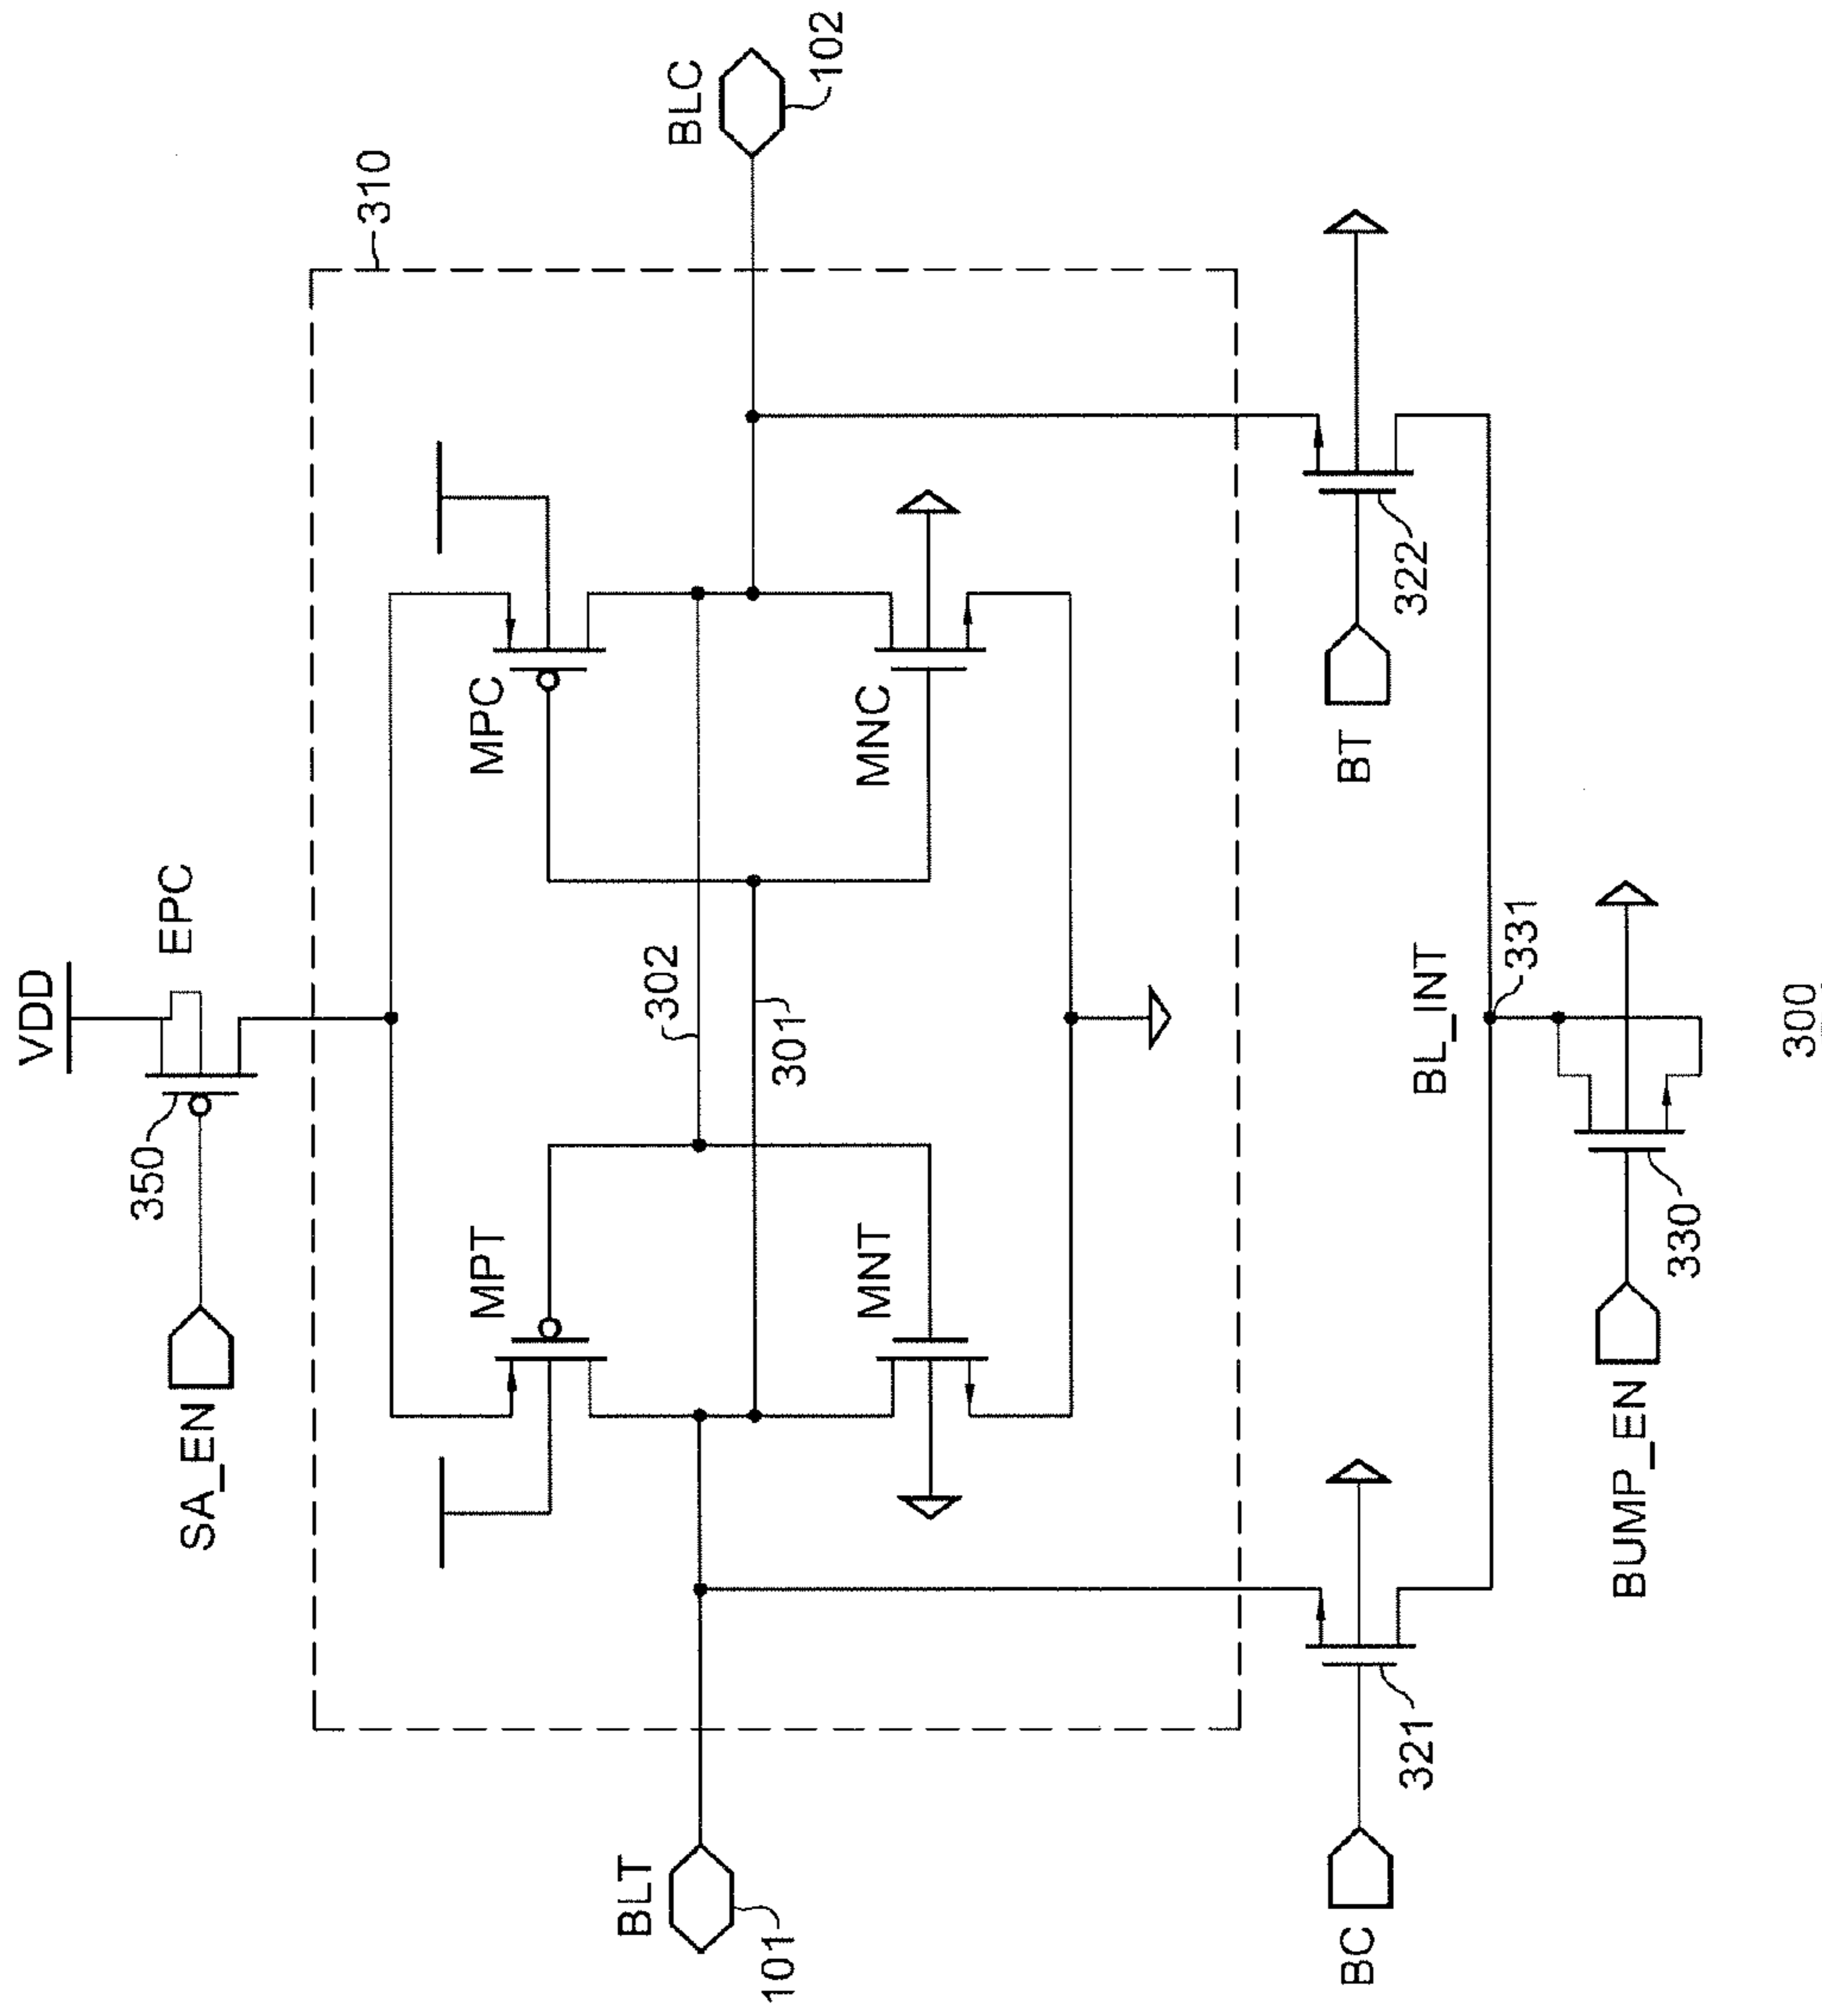 VDD
EPC
350
SA_EN
310
MPT
MPC
BLC
102
302
301
MNT
MNC
BLT
101
BL_INT
331
322
BT
321
BC
330
BUMP_EN
300